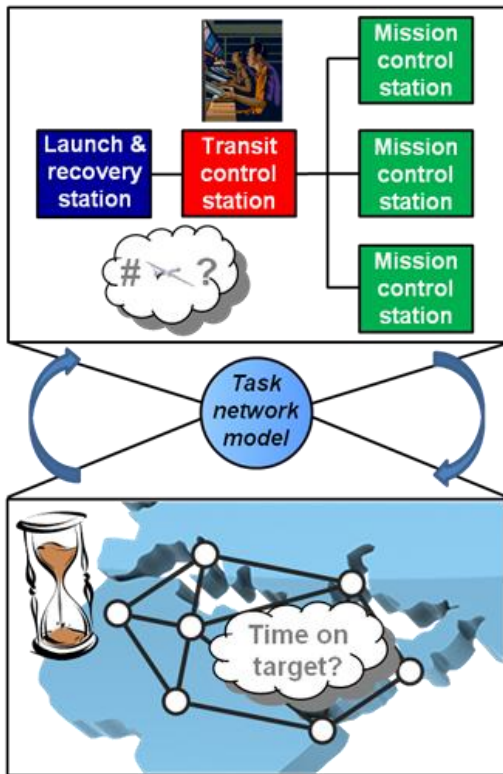 Mission
control
station
Launch &
recovery
station
Transit
control
station
Mission
control
station
# ?
Mission
control
station
Task
network
model
Time on
target?